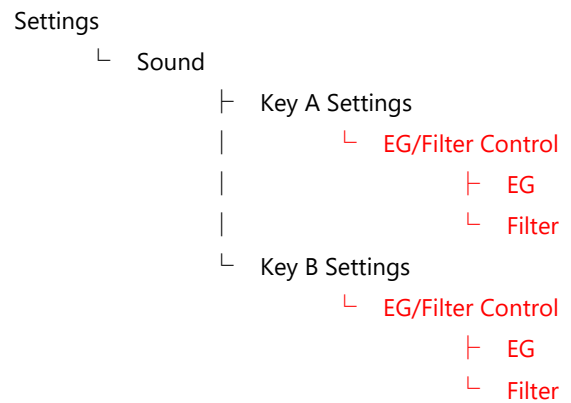 Settings
└ Sound
├ Key A Settings
│ └ EG/Filter Control
│ ├ EG
│ └ Filter
└ Key B Settings
└ EG/Filter Control
├ EG
└ Filter